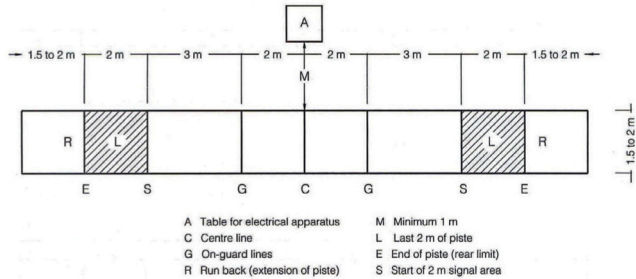 A
1.5 to 2 m 2 m 3 m 2 m 2 m 3 m 2 m 1.5 to 2 m
M
R L L R
1.5 to 2 m
E S G C G S E
A Table for electrical apparatus
C Centre line
G On-guard lines
R Run back (extension of piste)
M Minimum 1 m
L Last 2 m of piste
E End of piste (rear limit)
S Start of 2 m signal area